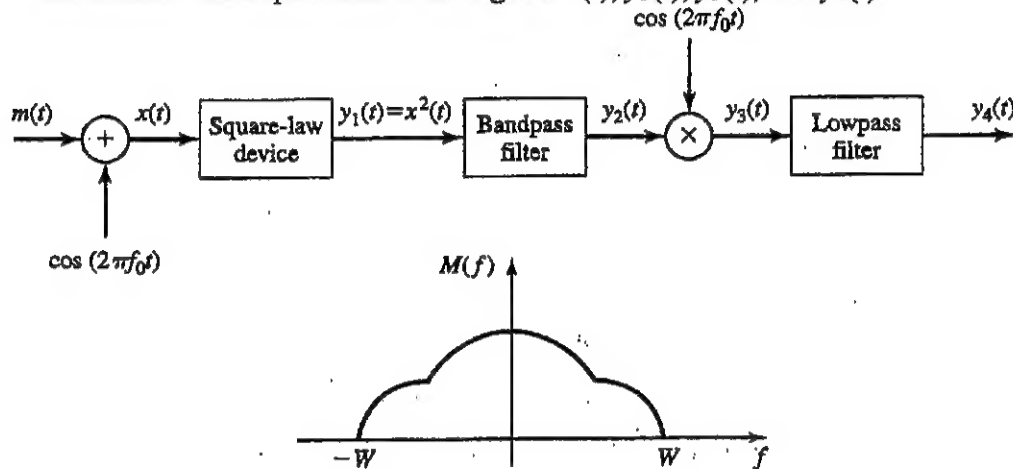 cos (2πf₀t)
m(t)
x(t)
y₁(t)=x²(t)
y₂(t)
y₃(t)
y₄(t)
+
Square-law
device
Bandpass
filter
×
Lowpass
filter
cos (2πf₀t)
M(f)
−W
W
f